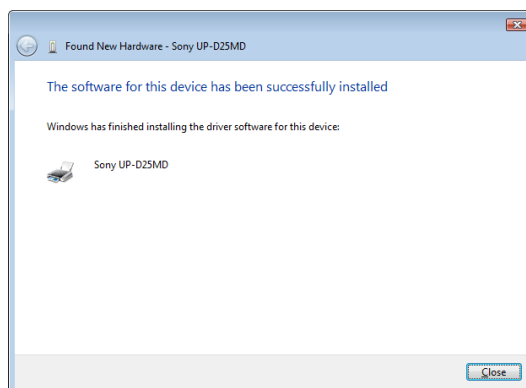 Found New Hardware - Sony UP-D25MD
The software for this device has been successfully installed
Windows has finished installing the driver software for this device:
Sony UP-D25MD
Close